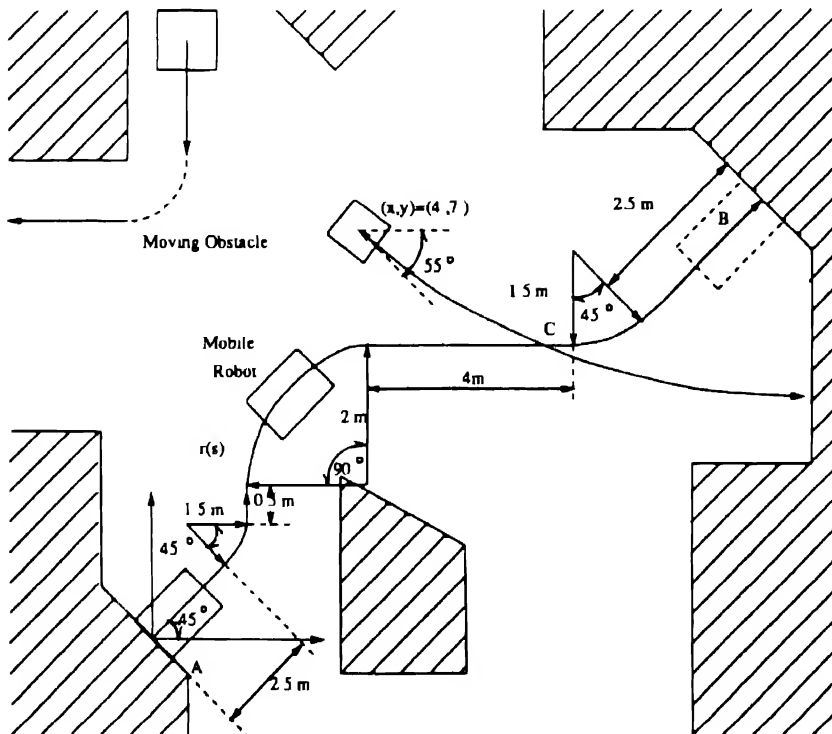 (x,y)=(4 ,7 )
2.5 m
B
Moving Obstacle
55°
1 5 m
45°
C
Mobile
Robot
4m
2 m
r(s)
90°
0 5 m
1 5 m
45°
45°
A
2 5 m